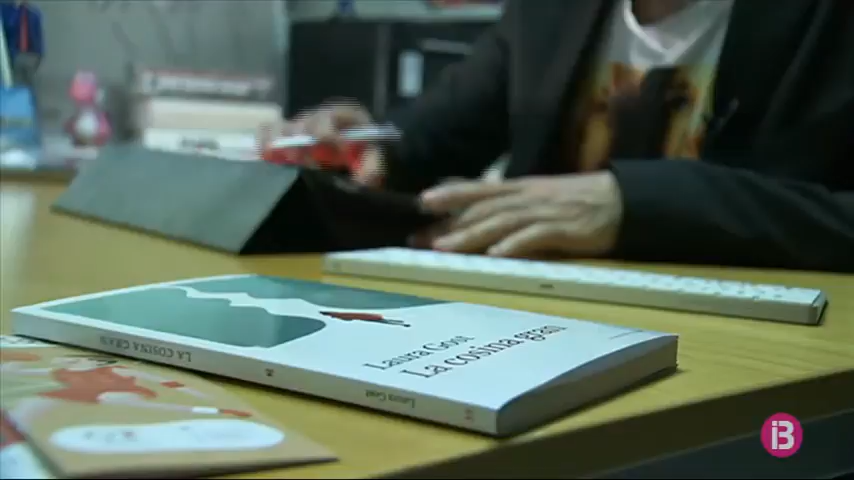 Laura Gost
La cosina gran
LA COSINA GRAN
Laura Gost
iB